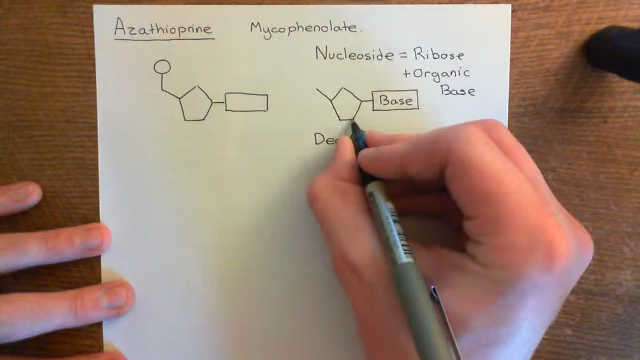 Azathioprine Mycophenolate.
Nucleoside = Ribose
+ Organic
Base
Base